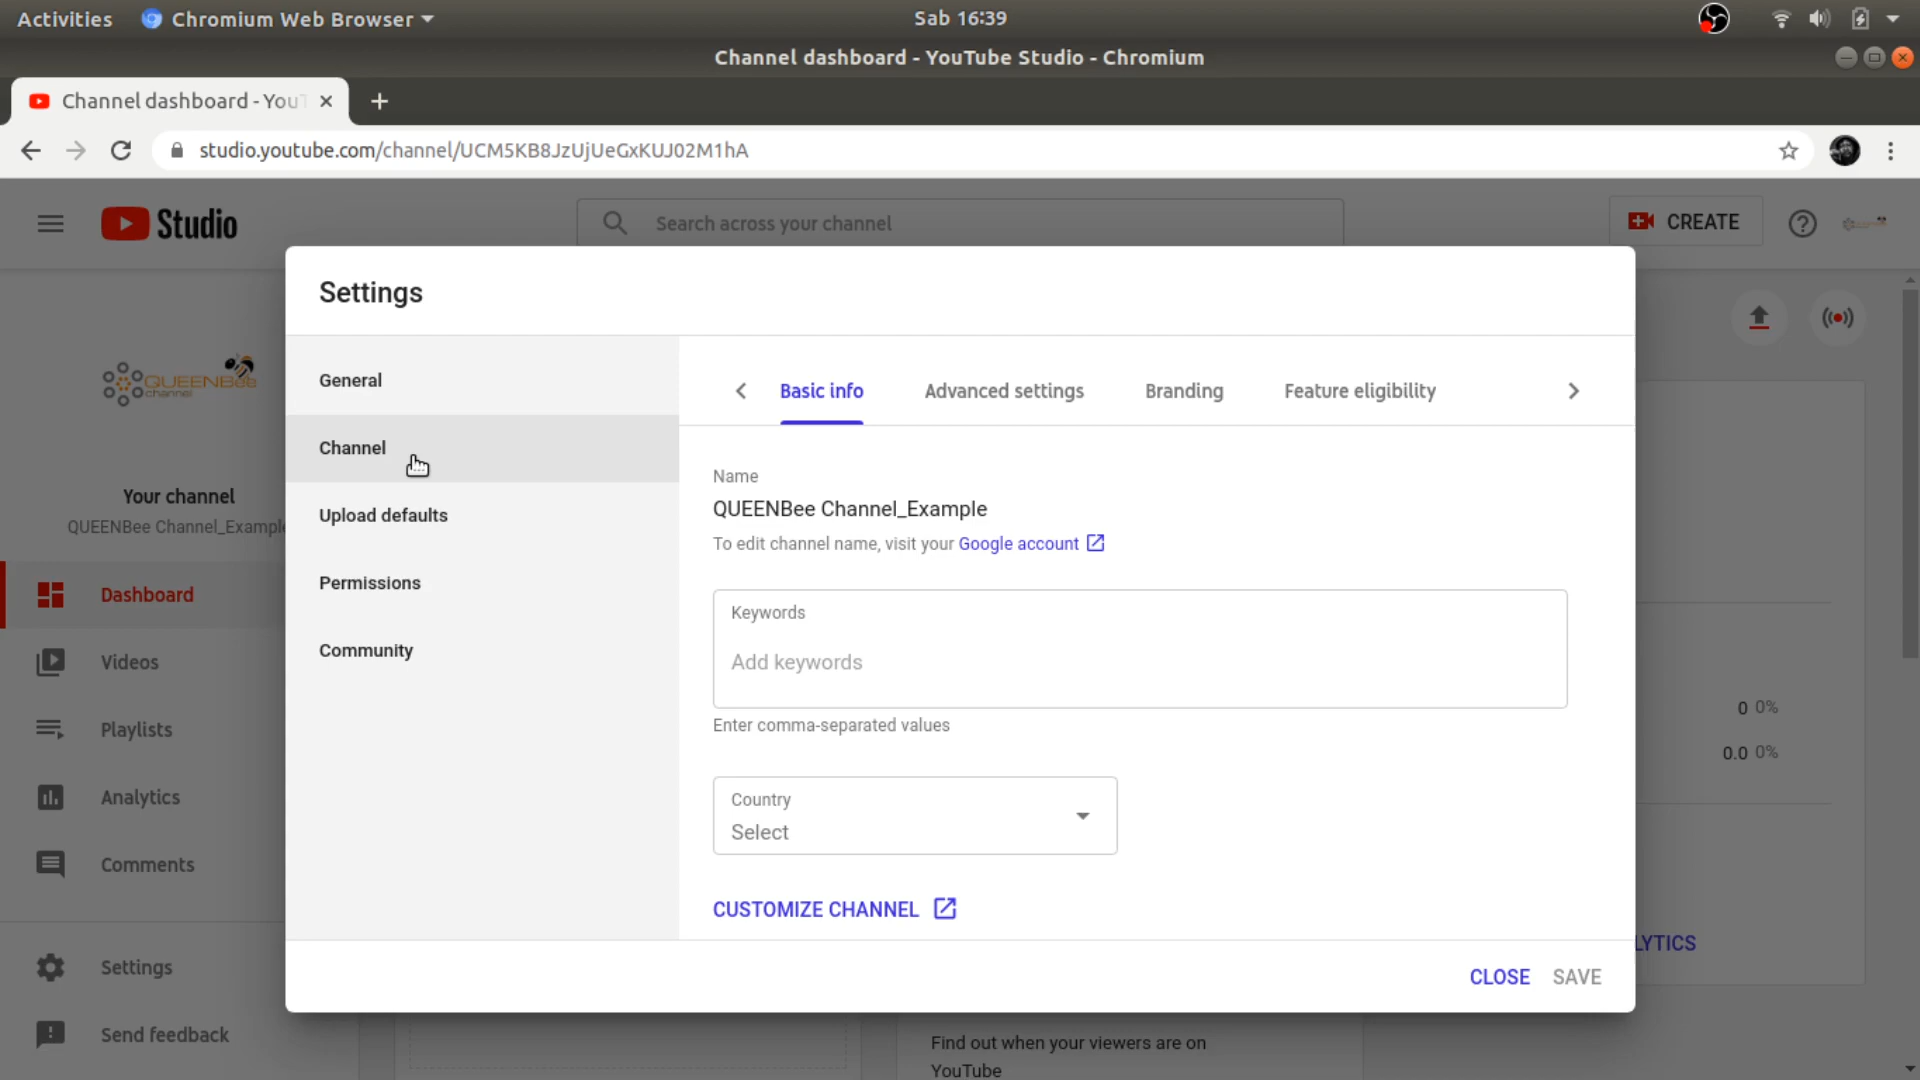 Activities
Chromium Web Browser
Sab 16:39
Channel dashboard - YouTube Studio - Chromium
Channel dashboard - YouT
studio.youtube.com/channel/UCM5KB8JzUjUeGxKUJ02M1hA
Studio
Search across your channel
CREATE
Settings
General
Channel
Upload defaults
Permissions
Community
Basic info
Advanced settings
Branding
Feature eligibility
Name
QUEENBee Channel_Example
To edit channel name, visit your Google account
Keywords
Add keywords
Enter comma-separated values
Country
Select
CUSTOMIZE CHANNEL
CLOSE
SAVE
QUEENBee
channel
Your channel
QUEENBee Channel_Example
Dashboard
Videos
Playlists
Analytics
Comments
Settings
Send feedback
0 0%
0.0 0%
LYTICS
Find out when your viewers are on
YouTube